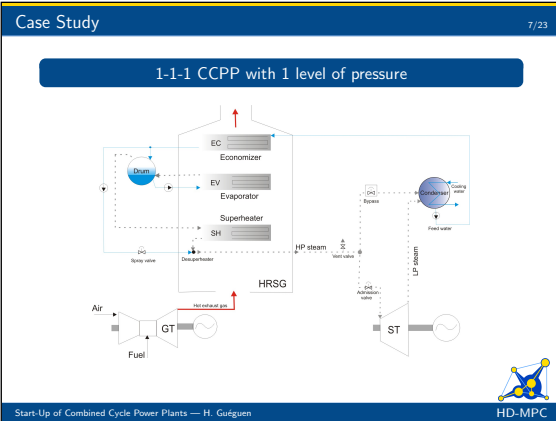 Case Study
7/23
1-1-1 CCPP with 1 level of pressure
EC
Economizer
Drum
EV
Evaporator
Superheater
SH
Condenser
Cooling
water
Bypass
Feed water
HP steam
Vent valve
LP steam
Spray valve
Desuperheater
Admission
valve
HRSG
Hot exhaust gas
Air
GT
Fuel
ST
Start-Up of Combined Cycle Power Plants — H. Guéguen
HD-MPC